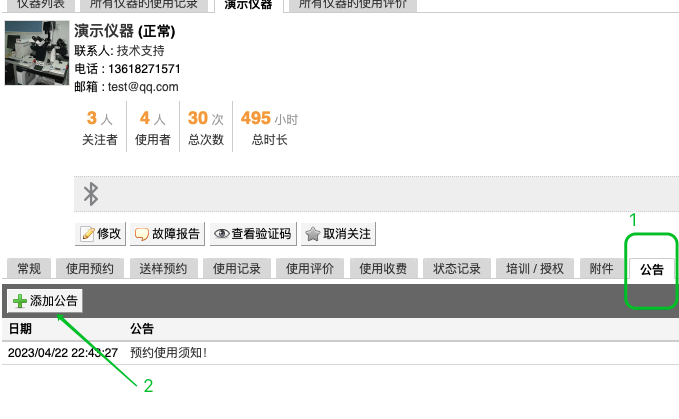 仪器列表 所有仪器的使用记录 演示仪器 所有仪器的使用评价
演示仪器 (正常)
联系人: 技术支持
电话 : 13618271571
邮箱 : test@qq.com
3 人 4 人 30 次 495 小时
关注者 使用者 总次数 总时长
修改 故障报告 查看验证码 取消关注
1
常规 使用预约 送样预约 使用记录 使用评价 使用收费 状态记录 培训 / 授权 附件 公告
添加公告
日期 公告
2023/04/22 22:43:27 预约使用须知!
2